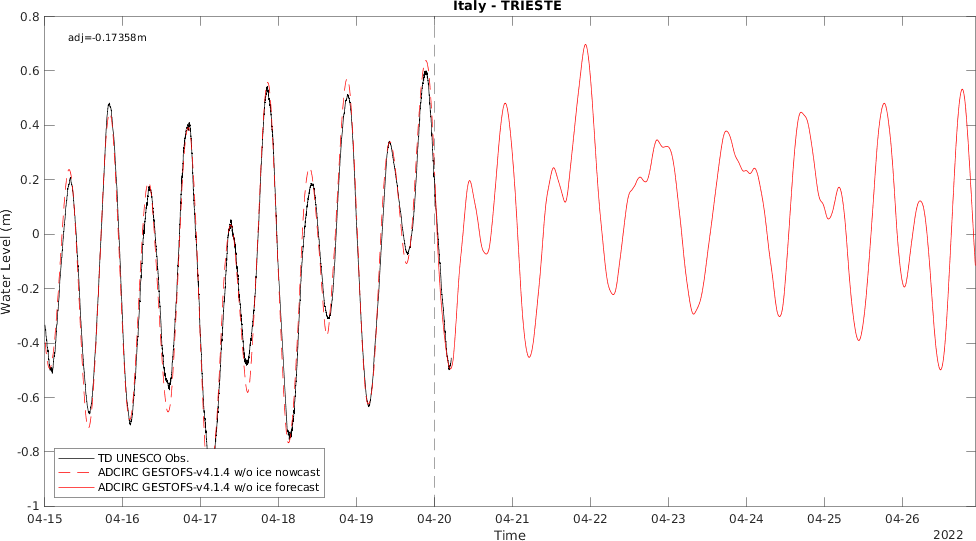 Italy - TRIESTE
adj=-0.17358m
Water Level (m)
0.8
0.6
0.4
0.2
0
-0.2
-0.4
-0.6
-0.8
-1
TD UNESCO Obs.
ADCIRC GESTOFS-v4.1.4 w/o ice nowcast
ADCIRC GESTOFS-v4.1.4 w/o ice forecast
04-15 04-16 04-17 04-18 04-19 04-20 04-21 04-22 04-23 04-24 04-25 04-26
Time
2022